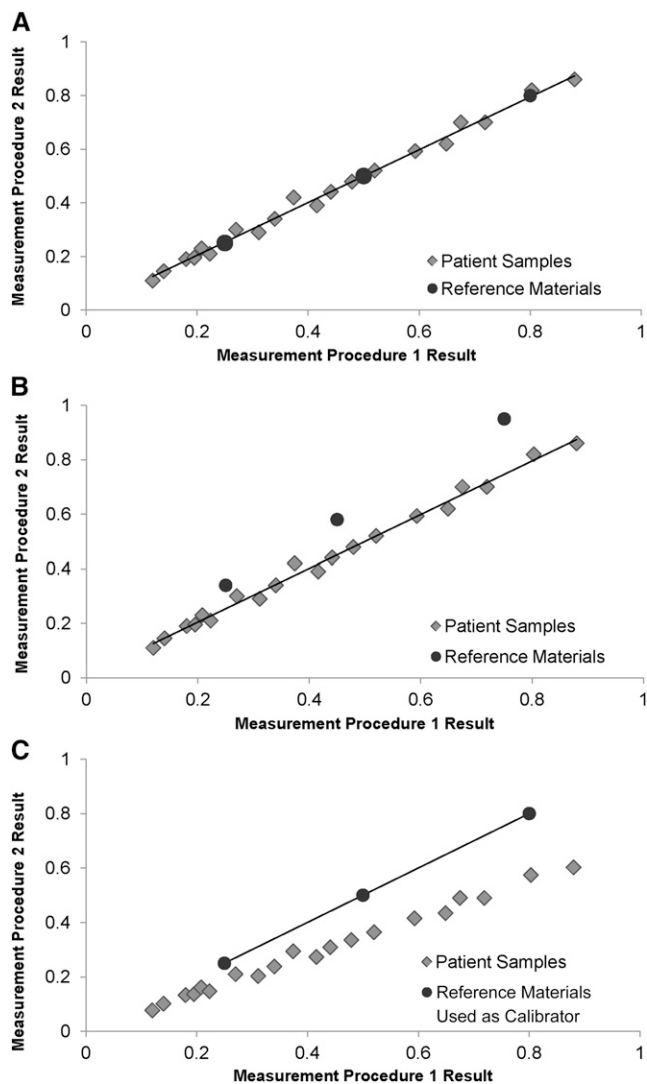 A
Measurement Procedure 2 Result
1
0.8
0.6
0.4
0.2
0
0
0.2
0.4
0.6
0.8
1
Patient Samples
Reference Materials
Measurement Procedure 1 Result
B
Measurement Procedure 2 Result
1
0.8
0.6
0.4
0.2
0
0
0.2
0.4
0.6
0.8
1
Patient Samples
Reference Materials
Measurement Procedure 1 Result
C
Measurement Procedure 2 Result
1
0.8
0.6
0.4
0.2
0
0
0.2
0.4
0.6
0.8
1
Patient Samples
Reference Materials
Used as Calibrator
Measurement Procedure 1 Result